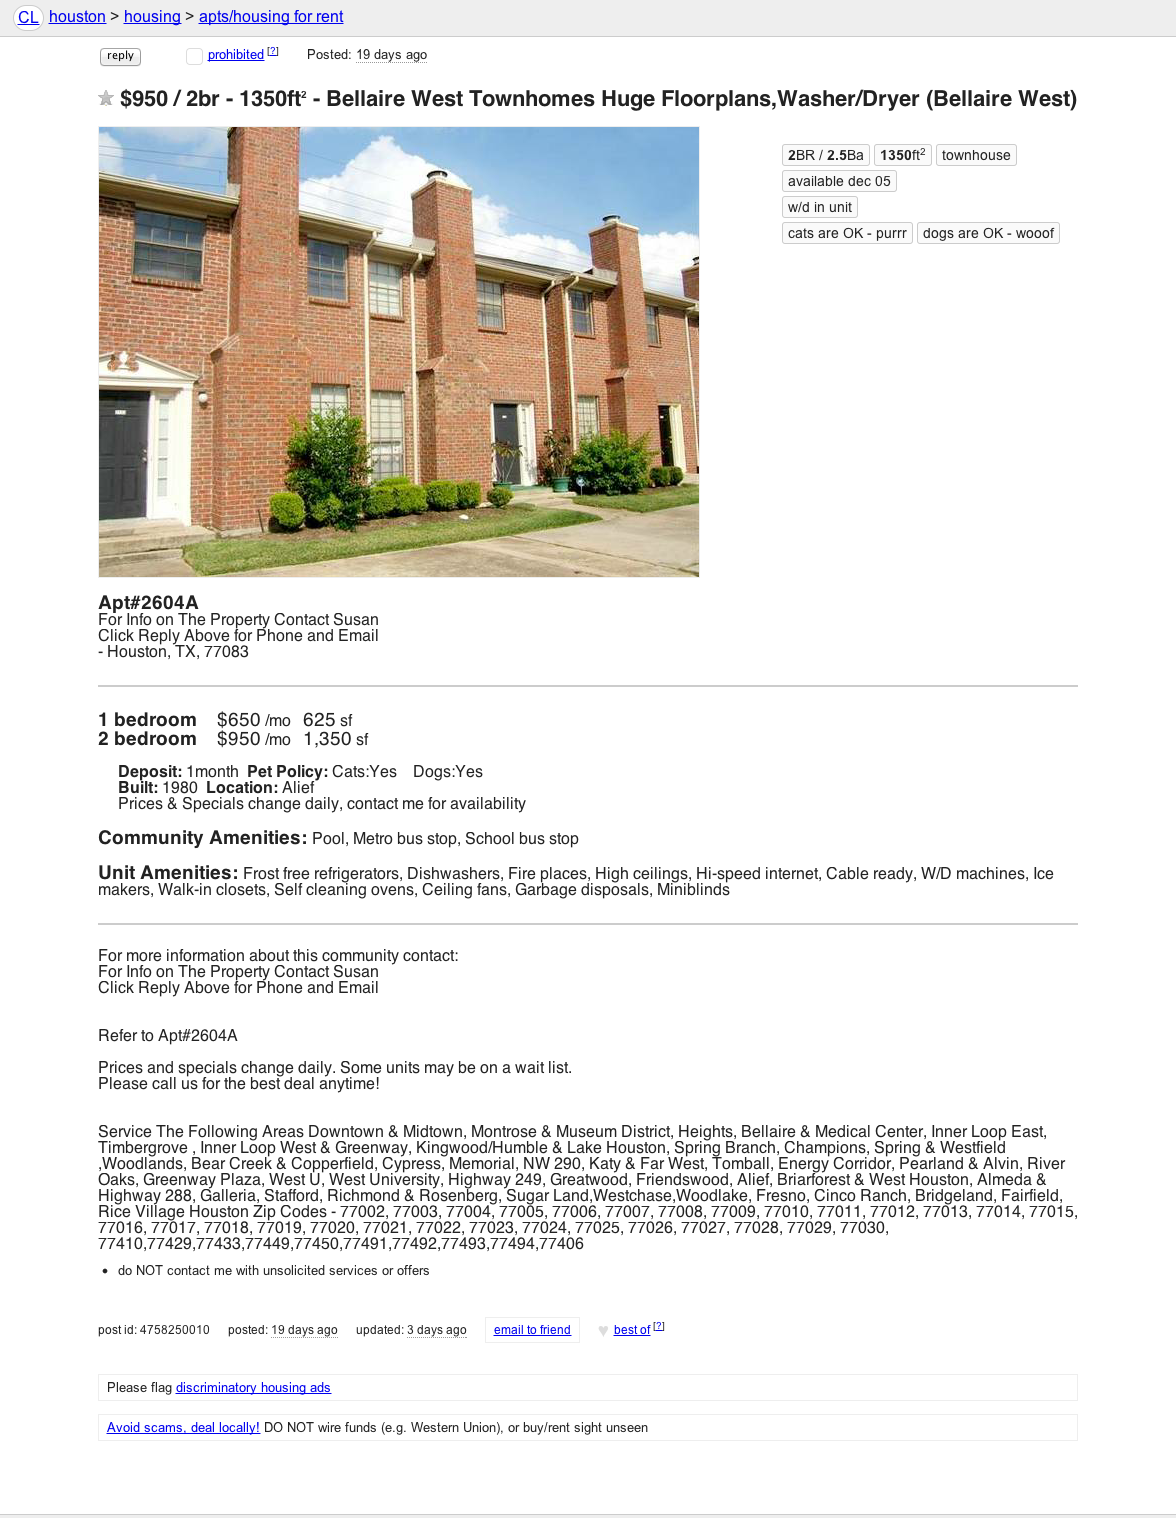 CL houston > housing > apts/housing for rent
reply prohibited [?] Posted: 19 days ago
$950 / 2br - 1350ft² - Bellaire West Townhomes Huge Floorplans,Washer/Dryer (Bellaire West)
2BR / 2.5Ba 1350ft² townhouse
available dec 05
w/d in unit
cats are OK - purrr dogs are OK - wooof
Apt#2604A
For Info on The Property Contact Susan
Click Reply Above for Phone and Email
- Houston, TX, 77083
1 bedroom $650 /mo 625 sf
2 bedroom $950 /mo 1,350 sf
Deposit: 1month Pet Policy: Cats:Yes Dogs:Yes
Built: 1980 Location: Alief
Prices & Specials change daily, contact me for availability
Community Amenities: Pool, Metro bus stop, School bus stop
Unit Amenities: Frost free refrigerators, Dishwashers, Fire places, High ceilings, Hi-speed internet, Cable ready, W/D machines, Ice
makers, Walk-in closets, Self cleaning ovens, Ceiling fans, Garbage disposals, Miniblinds
For more information about this community contact:
For Info on The Property Contact Susan
Click Reply Above for Phone and Email
Refer to Apt#2604A
Prices and specials change daily. Some units may be on a wait list.
Please call us for the best deal anytime!
Service The Following Areas Downtown & Midtown, Montrose & Museum District, Heights, Bellaire & Medical Center, Inner Loop East,
Timbergrove , Inner Loop West & Greenway, Kingwood/Humble & Lake Houston, Spring Branch, Champions, Spring & Westfield
,Woodlands, Bear Creek & Copperfield, Cypress, Memorial, NW 290, Katy & Far West, Tomball, Energy Corridor, Pearland & Alvin, River
Oaks, Greenway Plaza, West U, West University, Highway 249, Greatwood, Friendswood, Alief, Briarforest & West Houston, Almeda &
Highway 288, Galleria, Stafford, Richmond & Rosenberg, Sugar Land,Westchase,Woodlake, Fresno, Cinco Ranch, Bridgeland, Fairfield,
Rice Village Houston Zip Codes - 77002, 77003, 77004, 77005, 77006, 77007, 77008, 77009, 77010, 77011, 77012, 77013, 77014, 77015,
77016, 77017, 77018, 77019, 77020, 77021, 77022, 77023, 77024, 77025, 77026, 77027, 77028, 77029, 77030,
77410,77429,77433,77449,77450,77491,77492,77493,77494,77406
• do NOT contact me with unsolicited services or offers
post id: 4758250010 posted: 19 days ago updated: 3 days ago email to friend best of [?]
Please flag discriminatory housing ads
Avoid scams, deal locally! DO NOT wire funds (e.g. Western Union), or buy/rent sight unseen